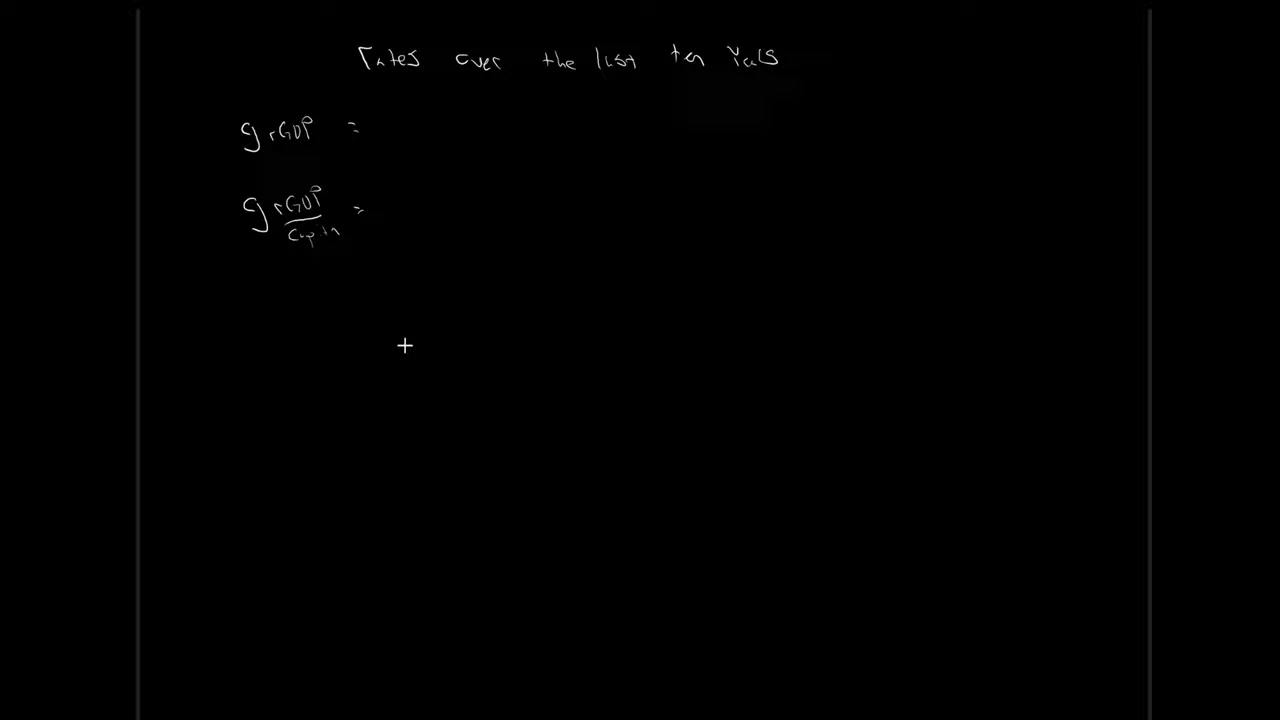 rates over the last ten years
g rGDP =
g rGDP =
capita